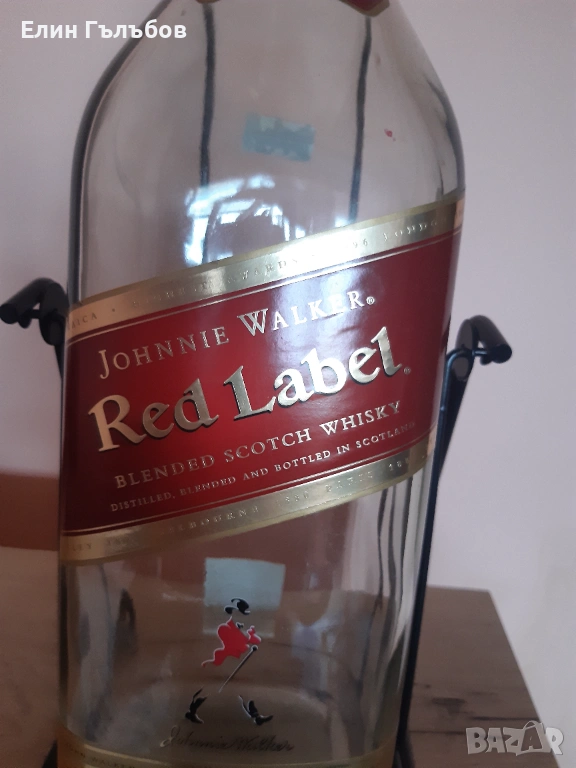 Елин Гълъбов
JOHNNIE WALKER®
Red Label®
BLENDED SCOTCH WHISKY
DISTILLED, BLENDED AND BOTTLED IN SCOTLAND
Johnnie Walker
BAZAR